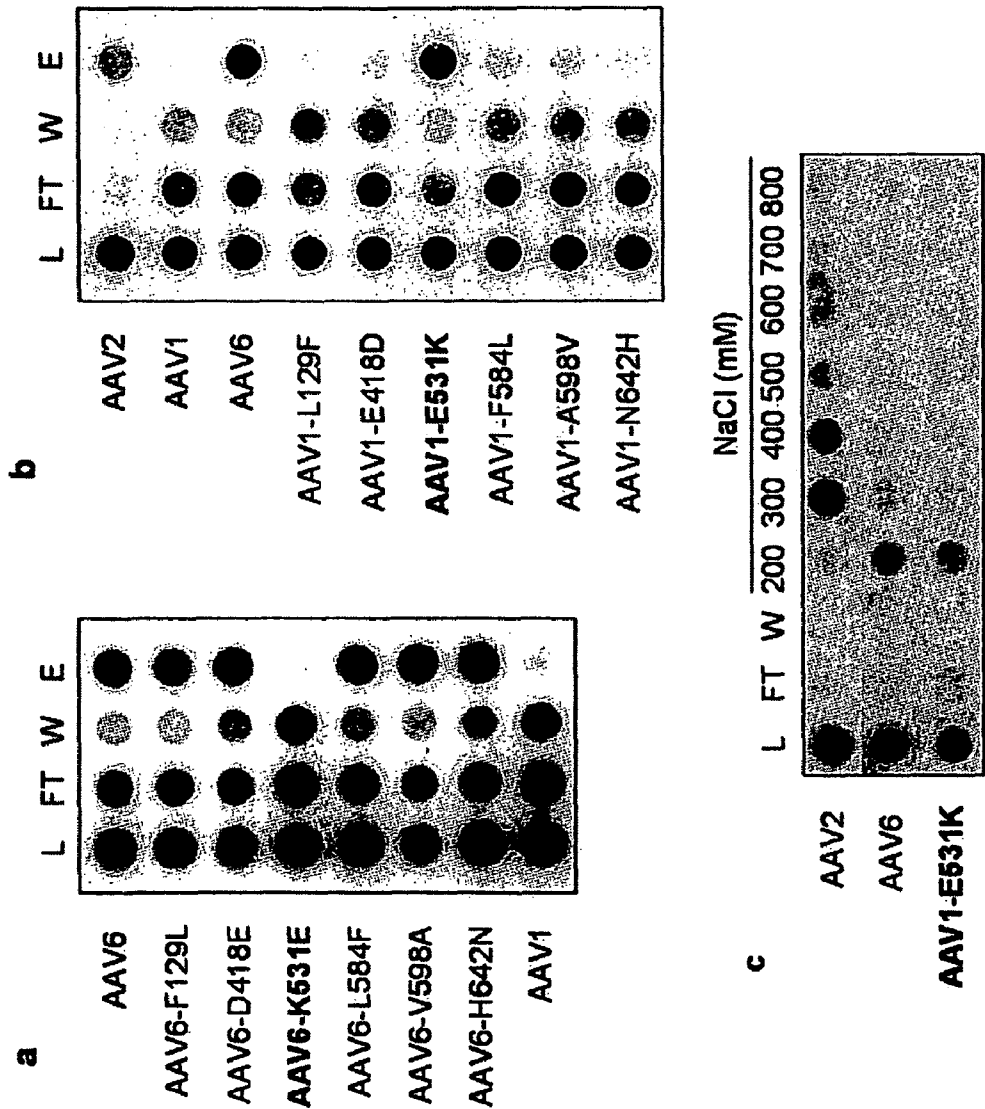 a
L FT W E
AAV6
AAV6-F129L
AAV6-D418E
AAV6-K531E
AAV6-L584F
AAV6-V598A
AAV6-H642N
AAV1
b
L FT W E
AAV2
AAV1
AAV6
AAV1-L129F
AAV1-E418D
AAV1-E531K
AAV1-F584L
AAV1-A598V
AAV1-N642H
c
NaCl (mM)
L FT W 200 300 400 500 600 700 800
AAV2
AAV6
AAV1-E531K